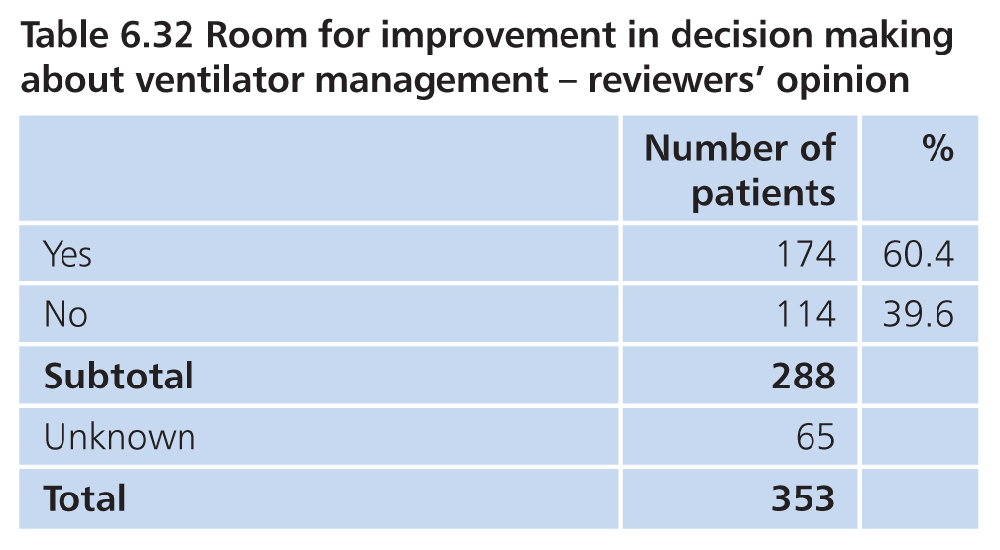 Table 6.32 Room for improvement in decision making
about ventilator management – reviewers’ opinion
Number of patients %
Yes 174 60.4
No 114 39.6
Subtotal 288
Unknown 65
Total 353